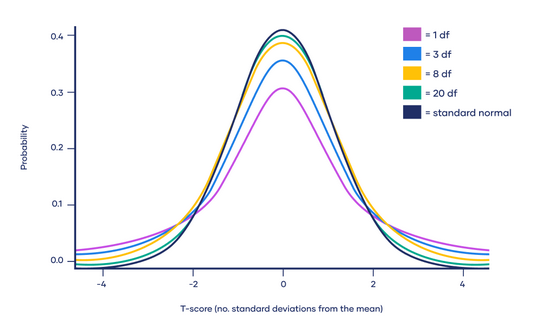 0.4
0.3
0.2
0.1
0.0
Probability
-4
-2
0
2
4
T-score (no. standard deviations from the mean)
= 1 df
= 3 df
= 8 df
= 20 df
= standard normal